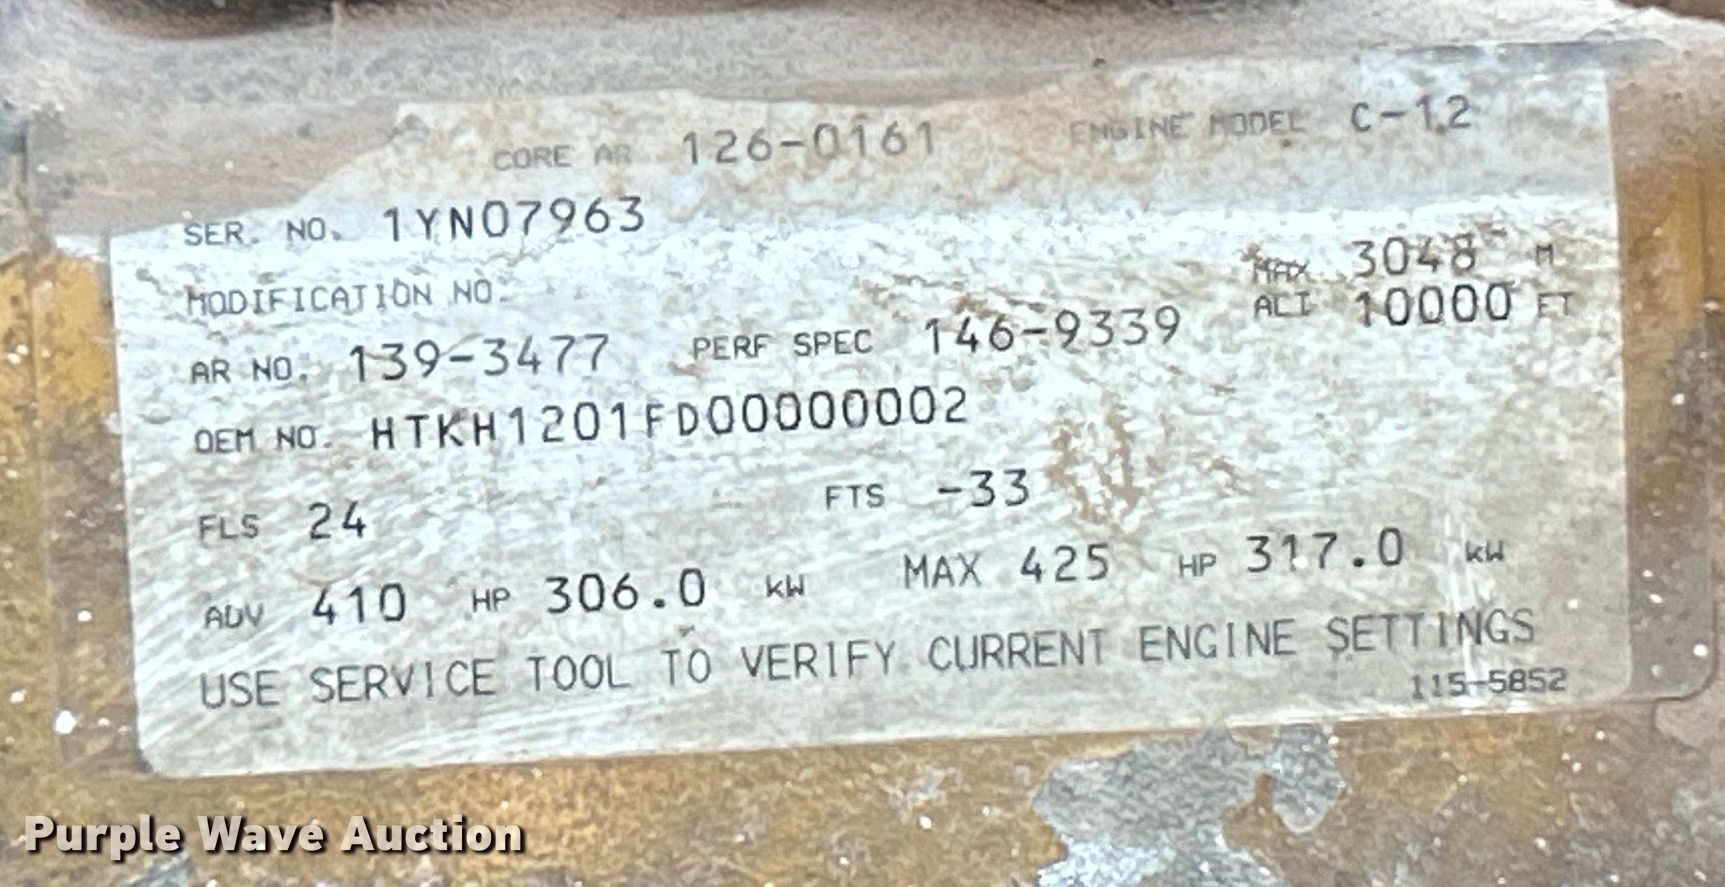 CORE AR 126-0161 ENGINE MODEL C-12
SER. NO. 1YN07963
MODIFICATION NO.
MAX 3048 M
AR NO. 139-3477 PERF SPEC 146-9339 ALT 10000 FT
OEM NO. HTKH1201FD00000002
FLS 24 FTS -33
ADV 410 HP 306.0 kW MAX 425 HP 317.0 kW
USE SERVICE TOOL TO VERIFY CURRENT ENGINE SETTINGS
115-5852
Purple Wave Auction